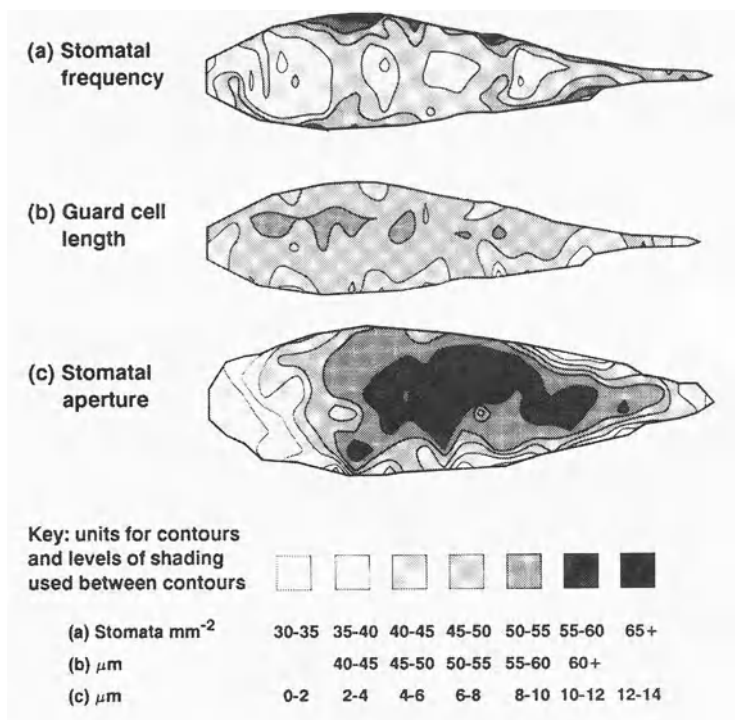 (a) Stomatal
frequency
(b) Guard cell
length
(c) Stomatal
aperture
Key: units for contours
and levels of shading
used between contours
(a) Stomata mm-2 30-35 35-40 40-45 45-50 50-55 55-60 65+
(b) μm 40-45 45-50 50-55 55-60 60+
(c) μm 0-2 2-4 4-6 6-8 8-10 10-12 12-14